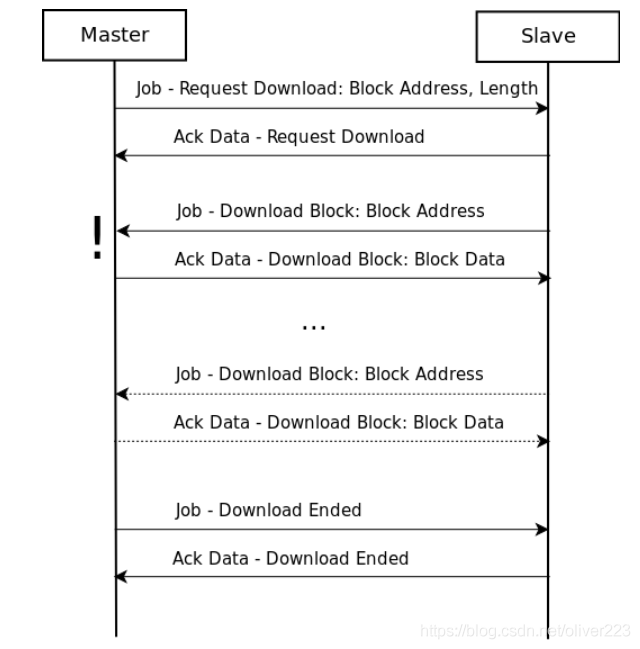 Master
Slave
Job - Request Download: Block Address, Length
Ack Data - Request Download
Job - Download Block: Block Address
!
Ack Data - Download Block: Block Data
...
Job - Download Block: Block Address
Ack Data - Download Block: Block Data
Job - Download Ended
Ack Data - Download Ended
https://blog.csdn.net/oliver223